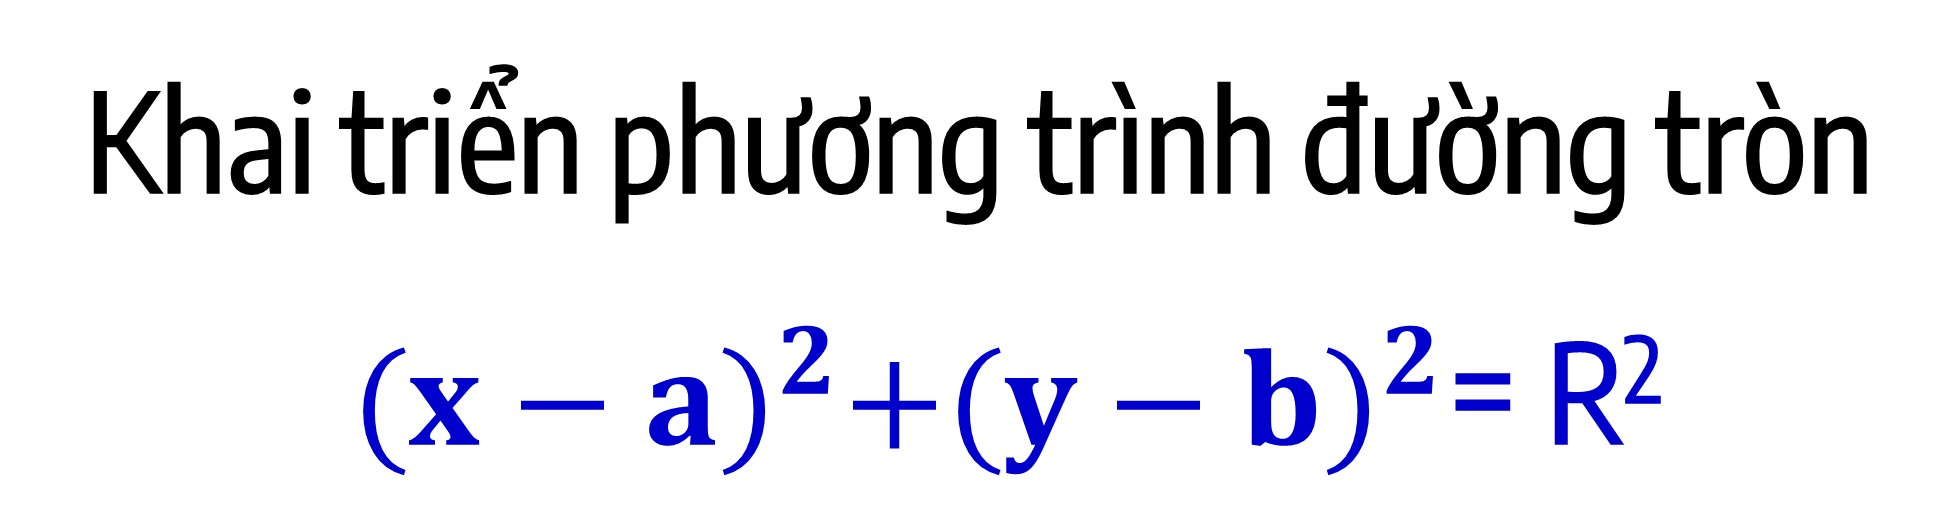 Khai triển phương trình đường tròn
(x − a)²+(y − b)²= R²